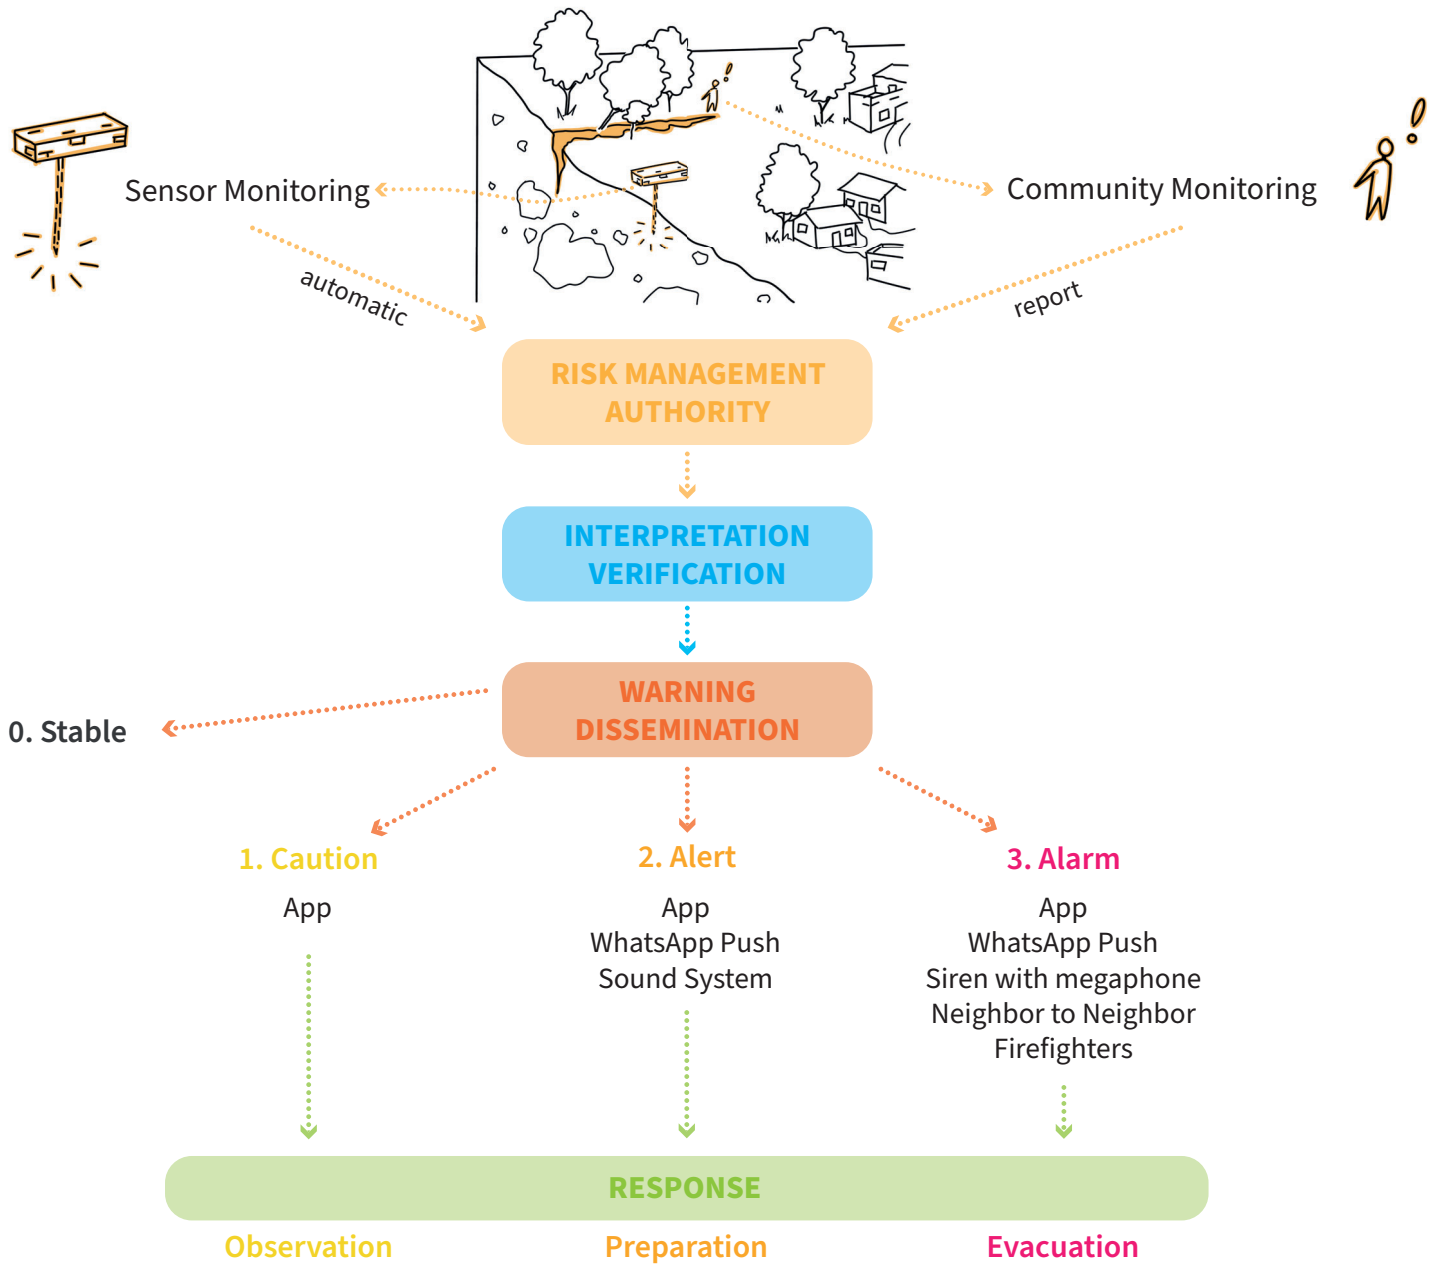 Sensor Monitoring
Community Monitoring
automatic
report
RISK MANAGEMENT
AUTHORITY
INTERPRETATION
VERIFICATION
WARNING
DISSEMINATION
0. Stable
1. Caution
App
2. Alert
App
WhatsApp Push
Sound System
3. Alarm
App
WhatsApp Push
Siren with megaphone
Neighbor to Neighbor
Firefighters
RESPONSE
Observation
Preparation
Evacuation